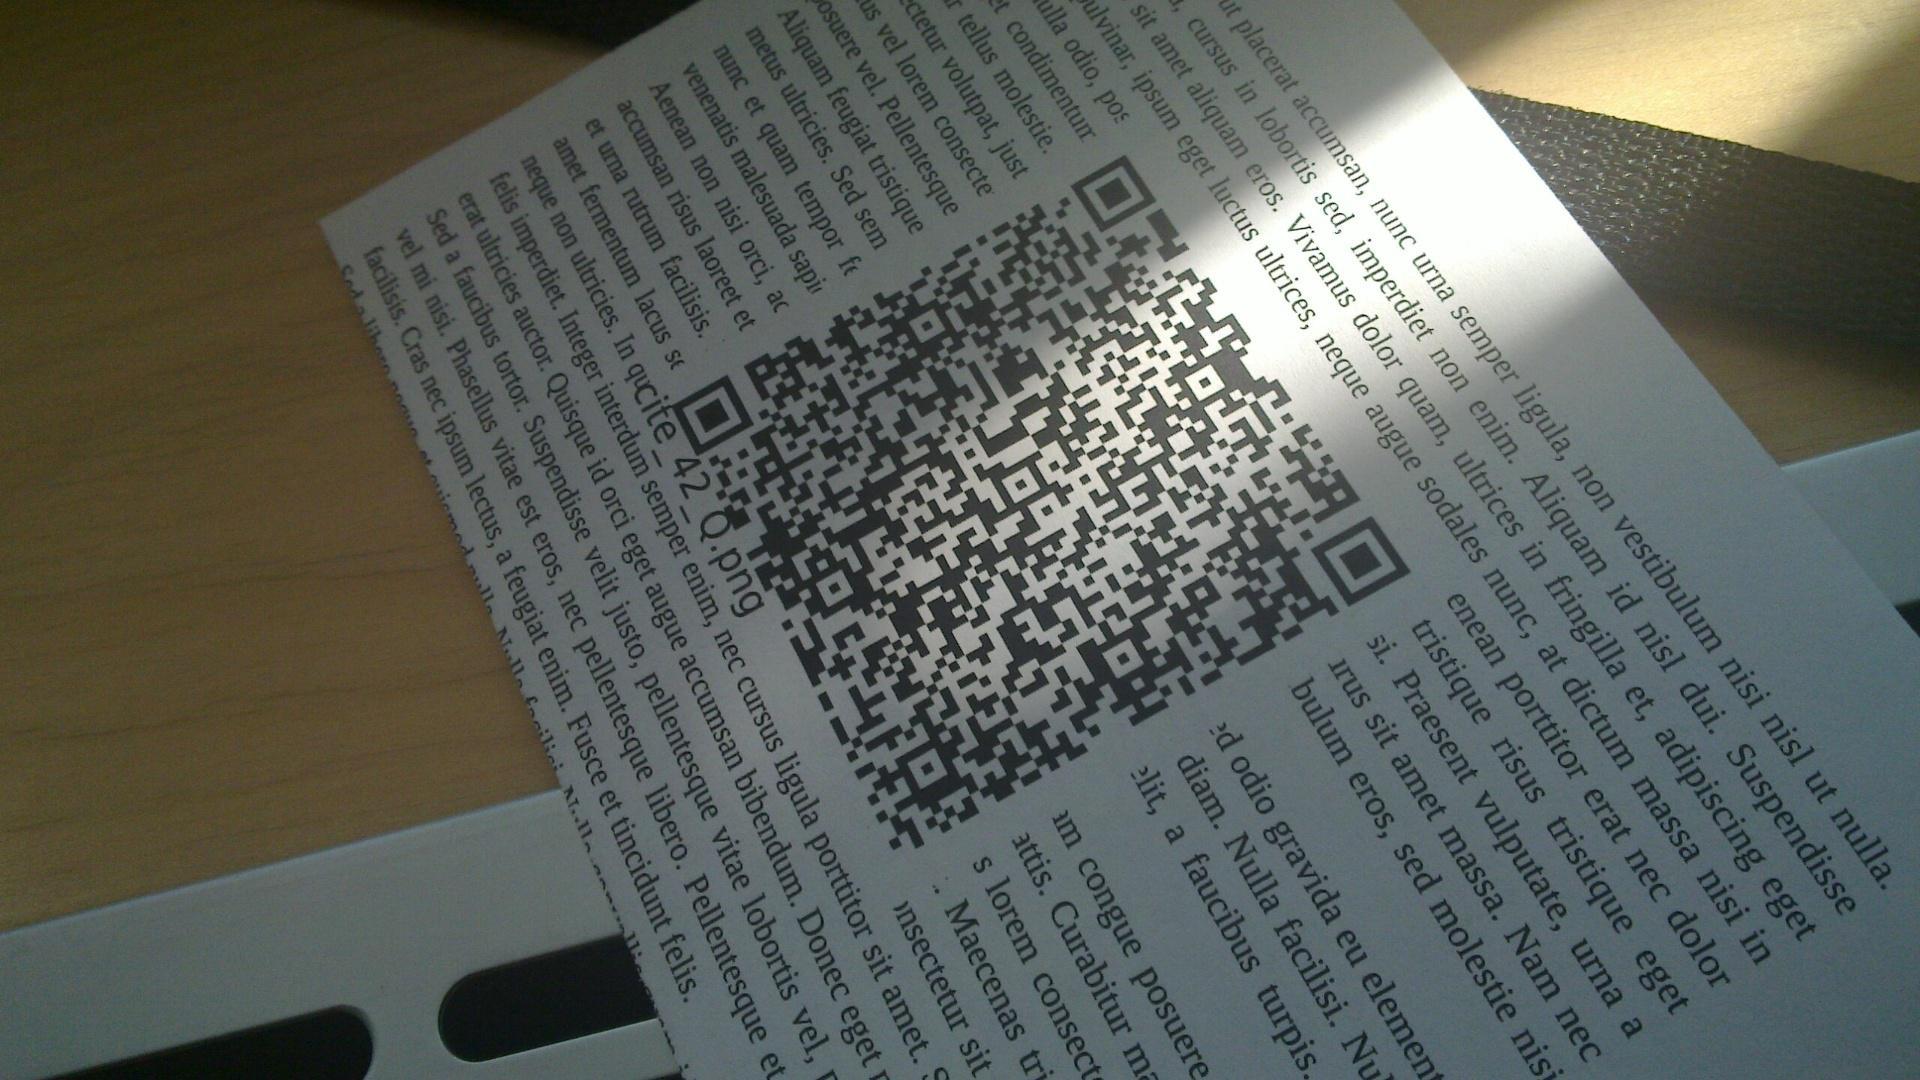 ut placerat accumsan, nunc urna semper ligula, non vestibulum nisi nisl ut nulla.
cursus in lobortis sed, imperdiet non enim. Aliquam id nisl dui. Suspendisse
sit amet aliquam eros. Vivamus dolor quam, ultrices in fringilla et, adipiscing eget
pulvinar, ipsum eget luctus ultrices, neque augue sodales nunc, at dictum massa nisi in
nulla odio, enean porttitor erat nec dolor
et condimentum tristique risus tristique eget
tellus molestie. si. Praesent vulputate, urna a
ectetur volutpat, just irus sit amet massa. Nam nec
vel lorem consecte bulum eros, sed molestie nisi
posuere vel. Pellentesque
Aliquam feugiat tristique odio gravida eu element
metus ultricies. Sed sem diam. Nulla facilisi.
nunc et quam tempor elit, a faucibus turpis.
venenatis malesuada sapi
Aenean non nisi orci, ac congue posuere
accumsan risus laoreet et attis. Curabitur
et urna rutrum facilisis. s lorem
amet fermentum lacus . Maecenas
neque non ultricies. In nsectetur sit
cite_42_Q.png
felis imperdiet. Integer interdum semper enim, nec cursus ligula porttitor sit amet.
erat ultricies auctor. Quisque id orci eget augue accumsan bibendum. Donec eget
Sed a faucibus tortor. Suspendisse velit justo, pellentesque vitae lobortis vel,
vel mi nisi. Phasellus vitae est eros, nec pellentesque libero. Pellentesque et
facilisis. Cras nec ipsum lectus, a feugiat enim. Fusce et tincidunt felis.